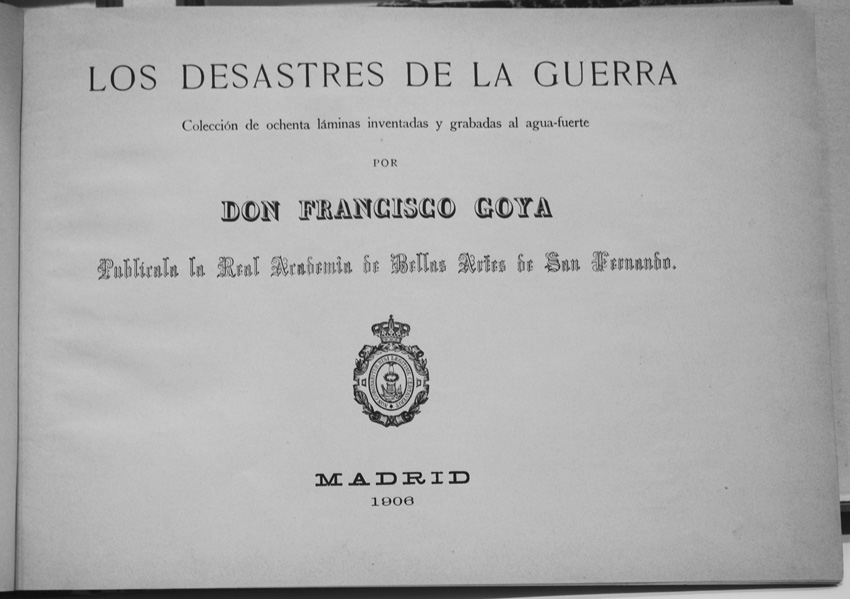 LOS DESASTRES DE LA GUERRA
Colección de ochenta láminas inventadas y grabadas al agua-fuerte
POR
DON FRANCISCO GOYA
Publícala la Real Academia de Bellas Artes de San Fernando.
MADRID
1906